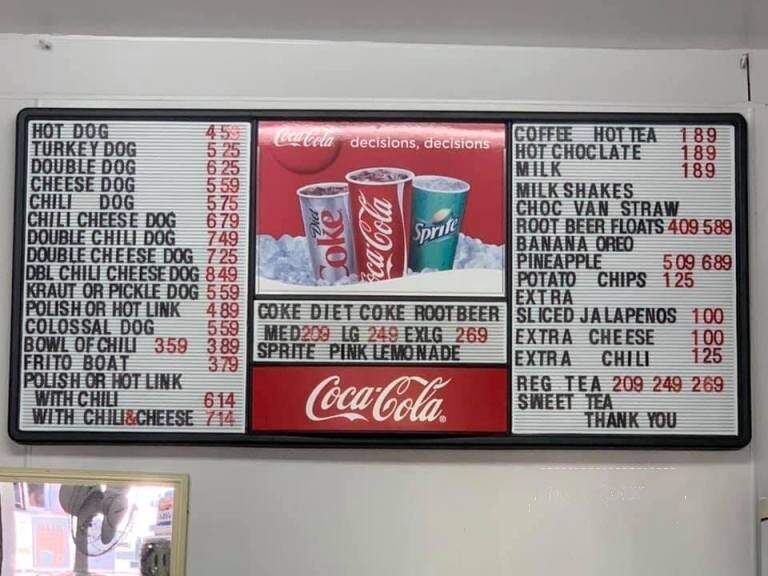 HOT DOG 4 59
TURKEY DOG 5 25
DOUBLE DOG 6 25
CHEESE DOG 5 59
CHILI DOG 5 75
CHILI CHEESE DOG 6 79
DOUBLE CHILI DOG 7 49
DOUBLE CHEESE DOG 7 25
DBL CHILI CHEESE DOG 8 49
KRAUT OR PICKLE DOG 5 59
POLISH OR HOT LINK 4 89
COLOSSAL DOG 5 59
BOWL OF CHILI 3 59 3 89
FRITO BOAT 3 79
POLISH OR HOT LINK
WITH CHILI 6 14
WITH CHILI&CHEESE 7 14
Coca-Cola decisions, decisions
Diet Coke
Coca-Cola
Sprite
COKE DIET COKE ROOT BEER
MED 209 LG 249 EXLG 269
SPRITE PINK LEMONADE
Coca-Cola
COFFEE HOT TEA 1 89
HOT CHOCLATE 1 89
MILK 1 89
MILK SHAKES
CHOC VAN STRAW
ROOT BEER FLOATS 4 09 5 89
BANANA OREO
PINEAPPLE 5 09 6 89
POTATO CHIPS 1 25
EXTRA
SLICED JALAPENOS 1 00
EXTRA CHEESE 1 00
EXTRA CHILI 1 25
REG TEA 209 249 269
SWEET TEA
THANK YOU